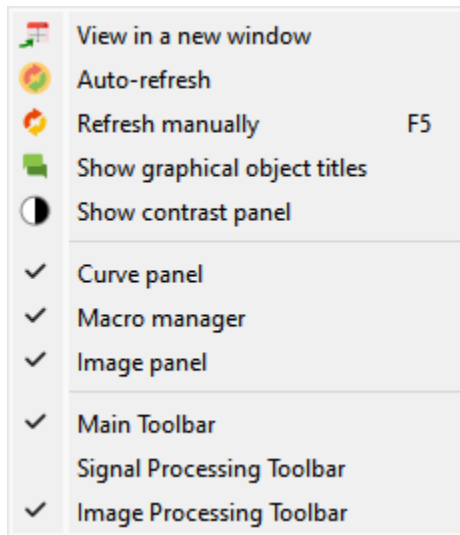 View in a new window
Auto-refresh
Refresh manually F5
Show graphical object titles
Show contrast panel
Curve panel
Macro manager
Image panel
Main Toolbar
Signal Processing Toolbar
Image Processing Toolbar